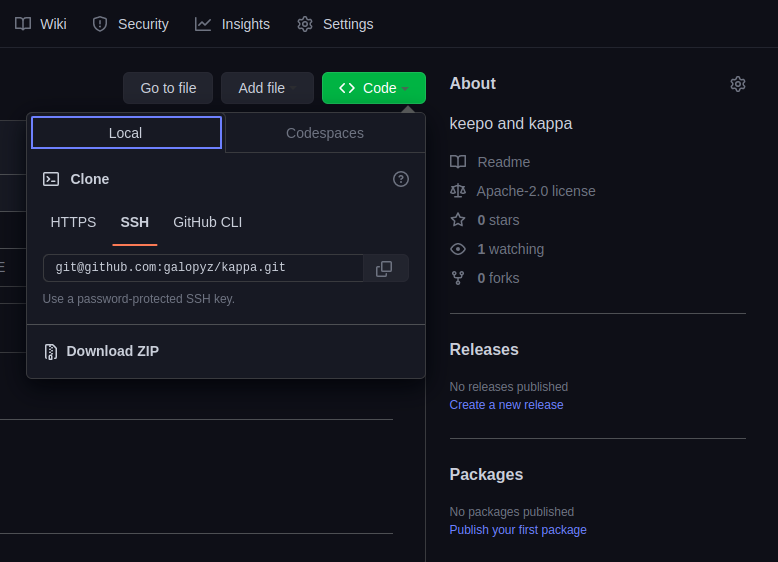 Wiki Security Insights Settings
Go to file Add file Code
About
keepo and kappa
Local Codespaces
Clone
HTTPS SSH GitHub CLI
git@github.com:galopyz/kappa.git
Use a password-protected SSH key.
Download ZIP
Readme
Apache-2.0 license
0 stars
1 watching
0 forks
Releases
No releases published
Create a new release
Packages
No packages published
Publish your first package